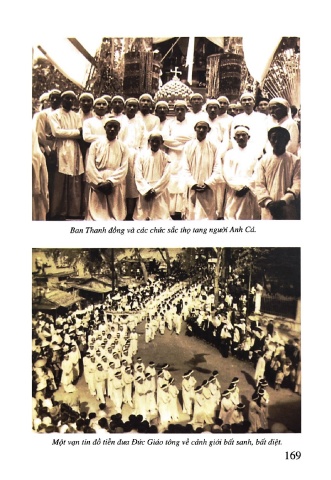 Ban Thanh đồng và các chức sắc thọ tang người Anh Cả.
Một vạn tín đồ tiễn đưa Đức Giáo tông về cảnh giới bất sanh, bất diệt.
169